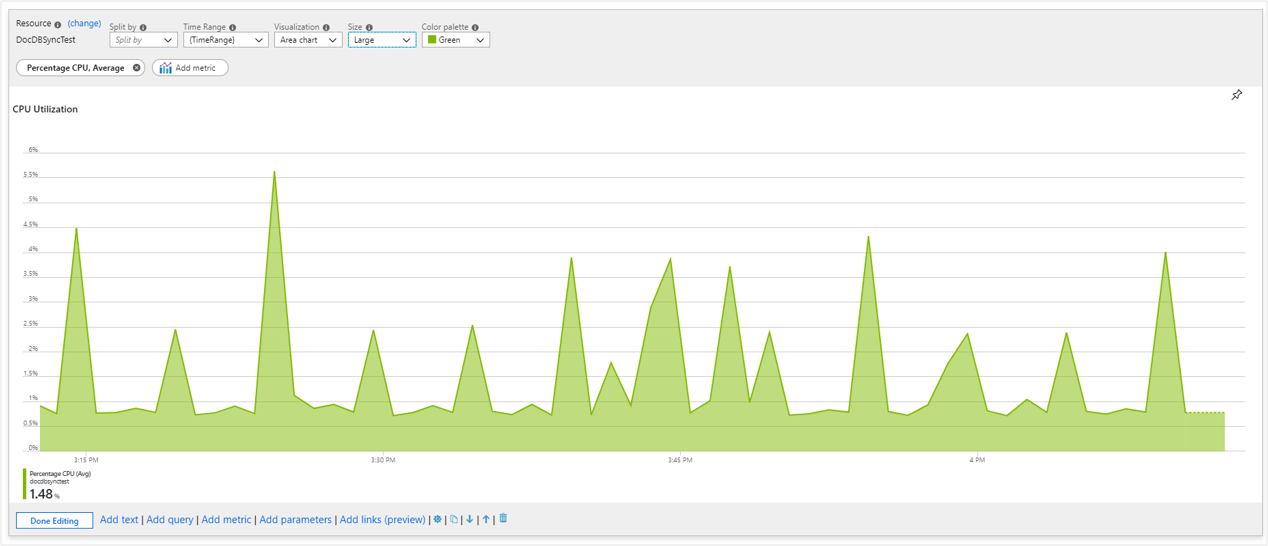 Resource (change) Split by Time Range Visualization Size Color palette
DocDBSyncTest Split by {TimeRange} Area chart Large Green
Percentage CPU, Average Add metric
CPU Utilization
6%
5.5%
5%
4.5%
4%
3.5%
3%
2.5%
2%
1.5%
1%
0.5%
0%
3:15 PM 3:30 PM 3:45 PM 4 PM
Percentage CPU (Avg)
docdbsynctest
1.48 %
Done Editing Add text | Add query | Add metric | Add parameters | Add links (preview) | | | | |